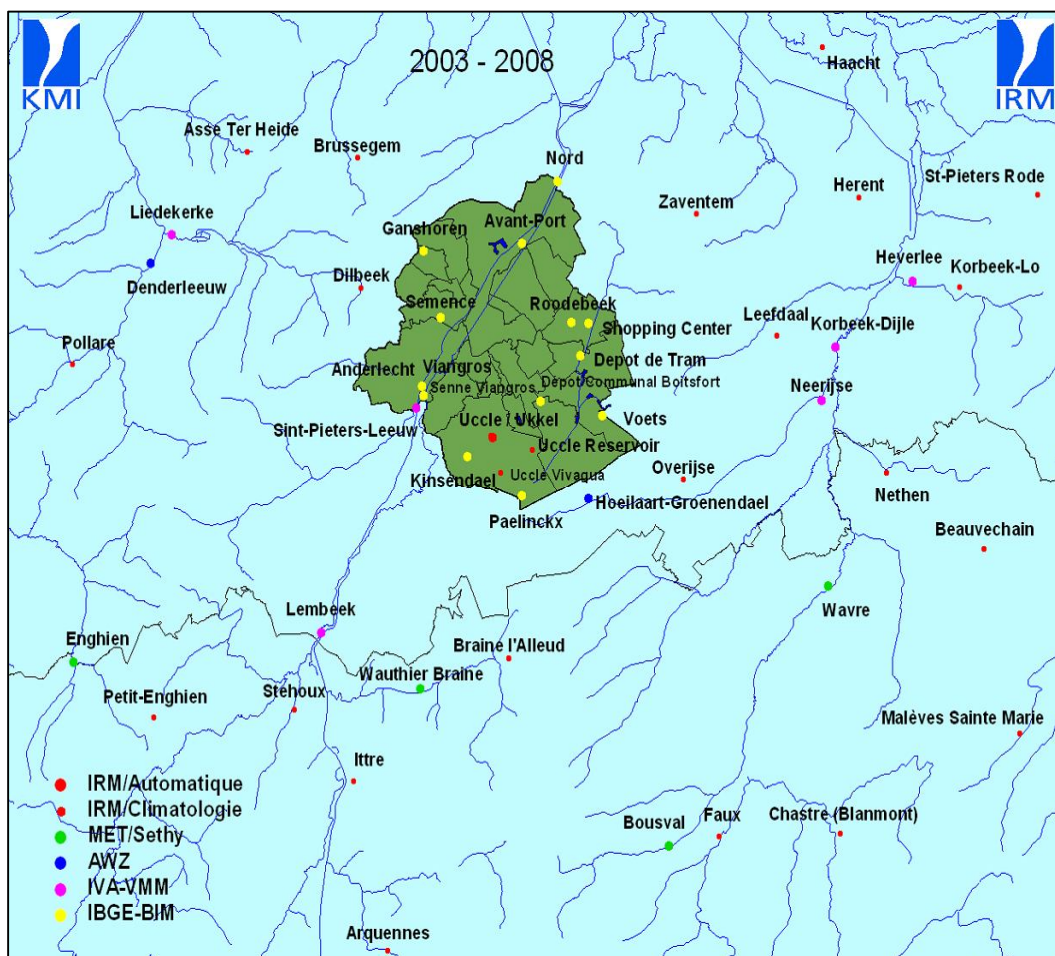 2003 - 2008
KMI
IRM
Haacht
Asse Ter Heide
Brussegem
Nord
Zaventem
Herent
St-Pieters Rode
Liedekerke
Ganshoren
Avant-Port
Denderleeuw
Dilbeek
Heverlee
Korbeek-Lo
Semence
Roodebeek
Shopping Center
Leefdaal
Korbeek-Dijle
Pollare
Anderlecht
Viangros
Depot de Tram
Senne Viangros
Dépot Communal Boitsfort
Neerijse
Sint-Pieters-Leeuw
Uccle / Ukkel
Voets
Uccle Reservoir
Kinsendael
Uccle Vivaqua
Overijse
Nethen
Paelinckx
Hoeilaart-Groenendael
Beauvechain
Wavre
Lembeek
Enghien
Braine l'Alleud
Wauthier Braine
Petit-Enghien
Stehoux
Malèves Sainte Marie
Ittre
Bousval
Faux
Chastre (Blanmont)
Arquennes
IRM/Automatique
IRM/Climatologie
MET/Sethy
AWZ
IVA-VMM
IBGE-BIM